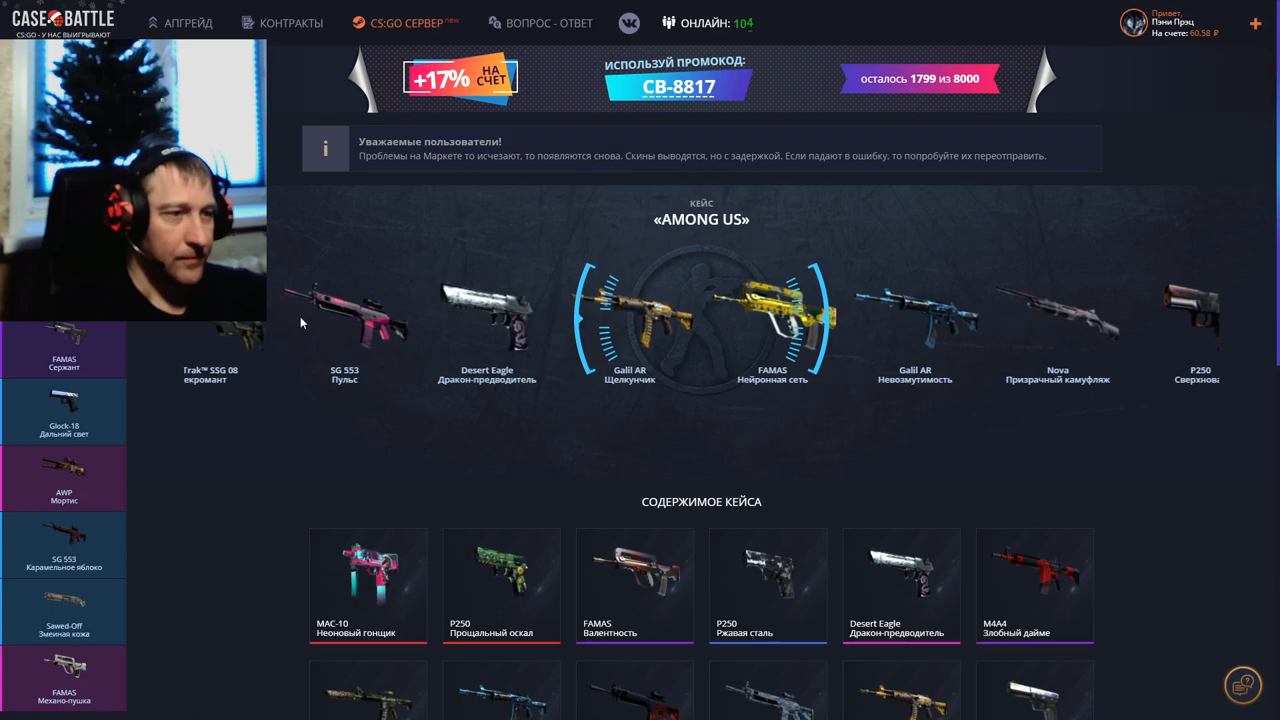 CASE BATTLE
CS:GO - У НАС ВЫИГРЫВАЮТ
АПГРЕЙД
КОНТРАКТЫ
CS:GO СЕРВЕР new
ВОПРОС - ОТВЕТ
ОНЛАЙН: 104
Привет,
Пэни Прэц
На счете: 60.58 ₽
+17% НА СЧЕТ
ИСПОЛЬЗУЙ ПРОМОКОД:
CB-8817
осталось 1799 из 8000
Уважаемые пользователи!
Проблемы на Маркете то исчезают, то появляются снова. Скины выводятся, но с задержкой. Если падают в ошибку, то попробуйте их переотправить.
КЕЙС
«AMONG US»
Trak™ SSG 08
екромант
SG 553
Пульс
Desert Eagle
Дракон-предводитель
Galil AR
Щелкунчик
FAMAS
Нейронная сеть
Galil AR
Невозмутимость
Nova
Призрачный камуфляж
P250
Сверхнова
FAMAS
Сержант
Glock-18
Дальний свет
AWP
Мортис
SG 553
Карамельное яблоко
Sawed-Off
Змеиная кожа
FAMAS
Механо-пушка
СОДЕРЖИМОЕ КЕЙСА
MAC-10
Неоновый гонщик
P250
Прощальный оскал
FAMAS
Валентность
P250
Ржавая сталь
Desert Eagle
Дракон-предводитель
M4A4
Злобный дайме